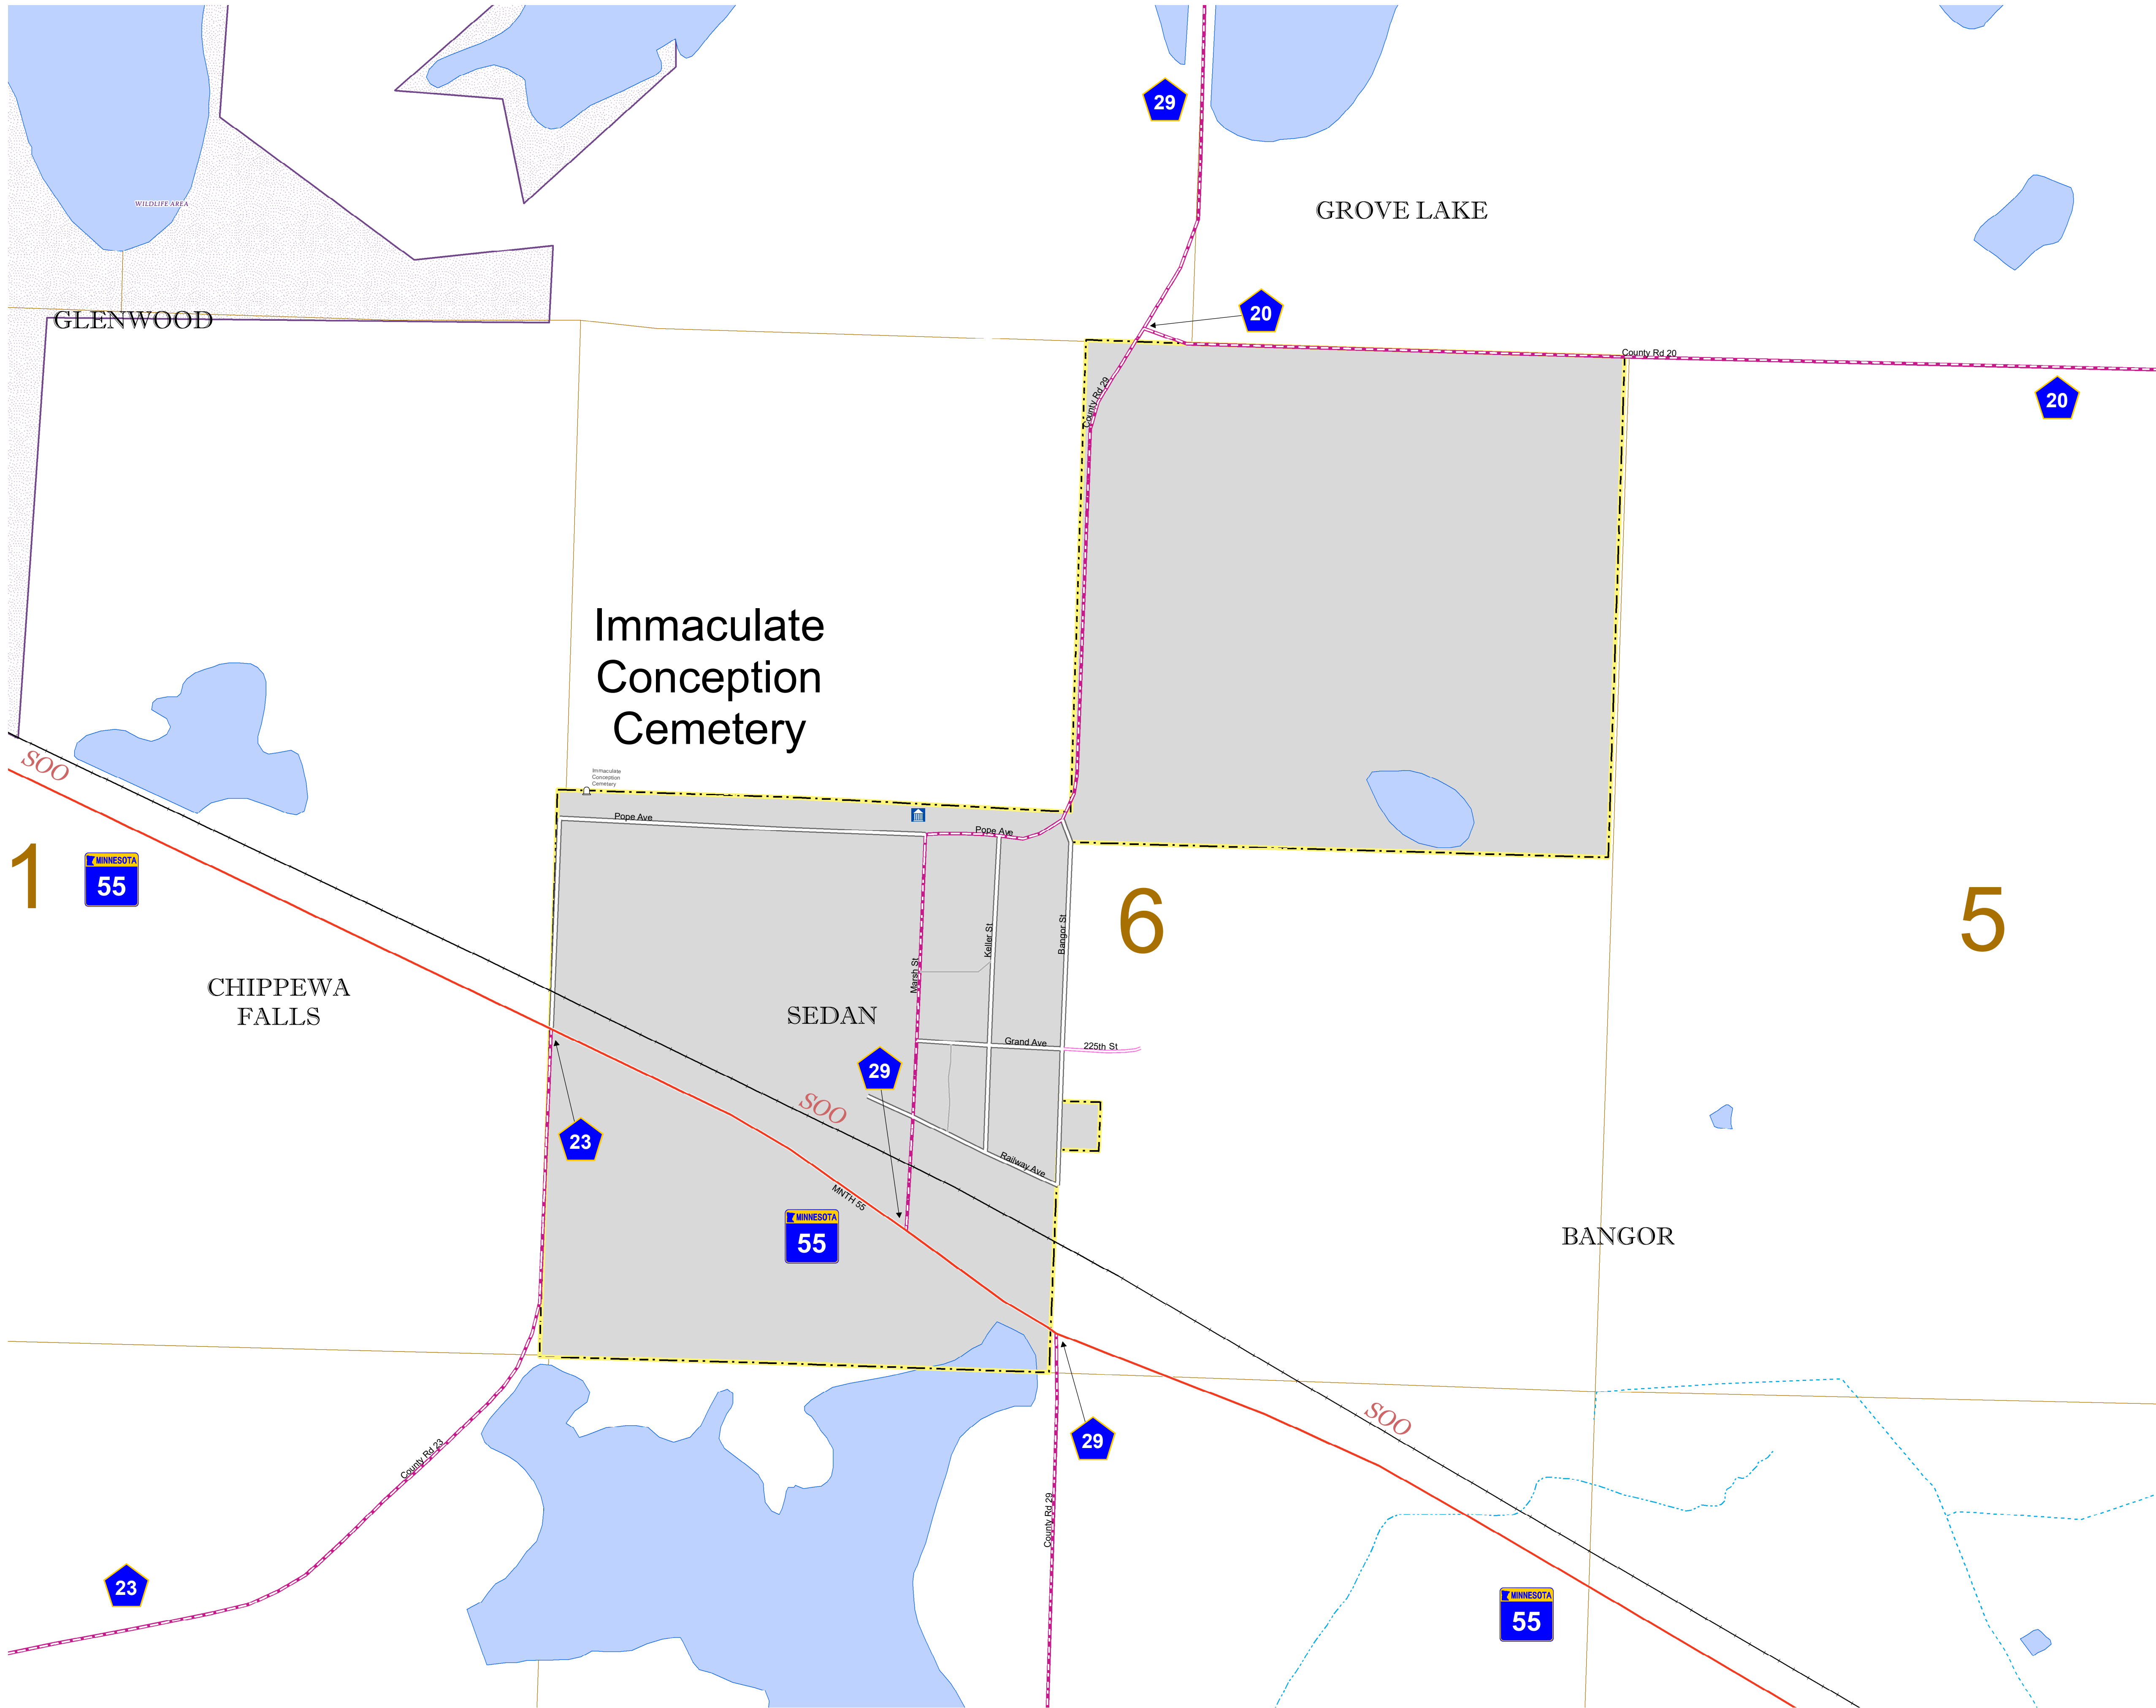 29
WILDLIFE AREA
GROVE LAKE
GLENWOOD
20
County Rd 20
20
County Rd 29
Immaculate
Conception
Cemetery
Immaculate
Conception
Cemetery
SOO
Pope Ave
Pope Ave
1
MINNESOTA
55
6
5
Keller St
Bangor St
Marsh St
CHIPPEWA
FALLS
SEDAN
Grand Ave
225th St
29
SOO
23
Railway Ave
MNTH 55
MINNESOTA
55
BANGOR
SOO
29
County Rd 23
County Rd 29
23
MINNESOTA
55